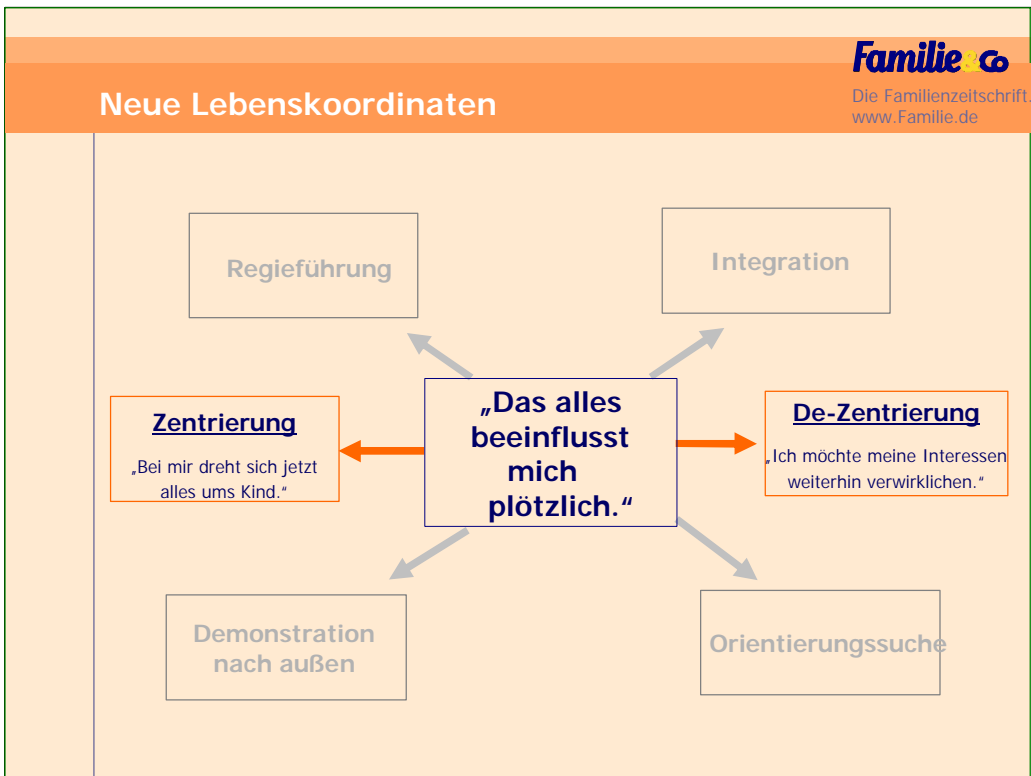 Familie&Co
Die Familienzeitschrift.
www.Familie.de
Neue Lebenskoordinaten
Regieführung
Integration
Zentrierung
„Bei mir dreht sich jetzt
alles ums Kind.“
„Das alles
beeinflusst
mich
plötzlich.“
De-Zentrierung
„Ich möchte meine Interessen
weiterhin verwirklichen.“
Demonstration
nach außen
Orientierungssuche